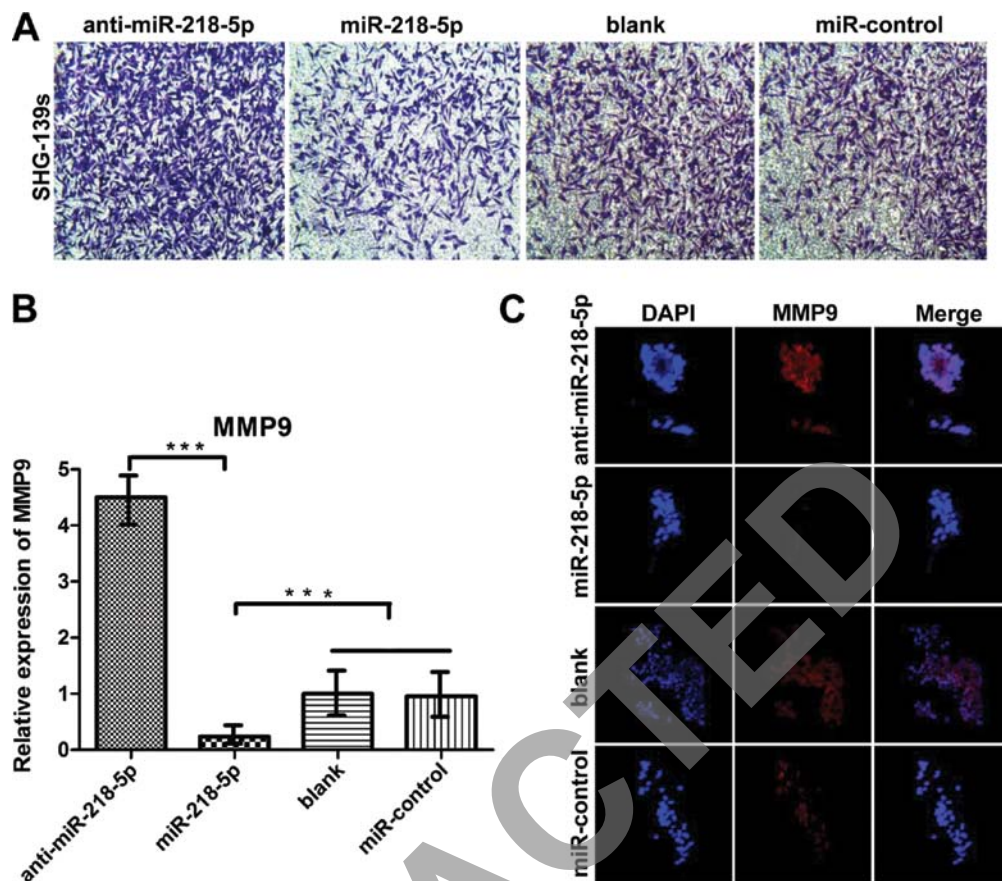 A
anti-miR-218-5p
miR-218-5p
blank
miR-control
SHG-139s
B
MMP9
***
* * *
Relative expression of MMP9
5
4
3
2
1
0
anti-miR-218-5p
miR-218-5p
blank
miR-control
C
DAPI
MMP9
Merge
anti-miR-218-5p
miR-218-5p
blank
miR-control
ACTED